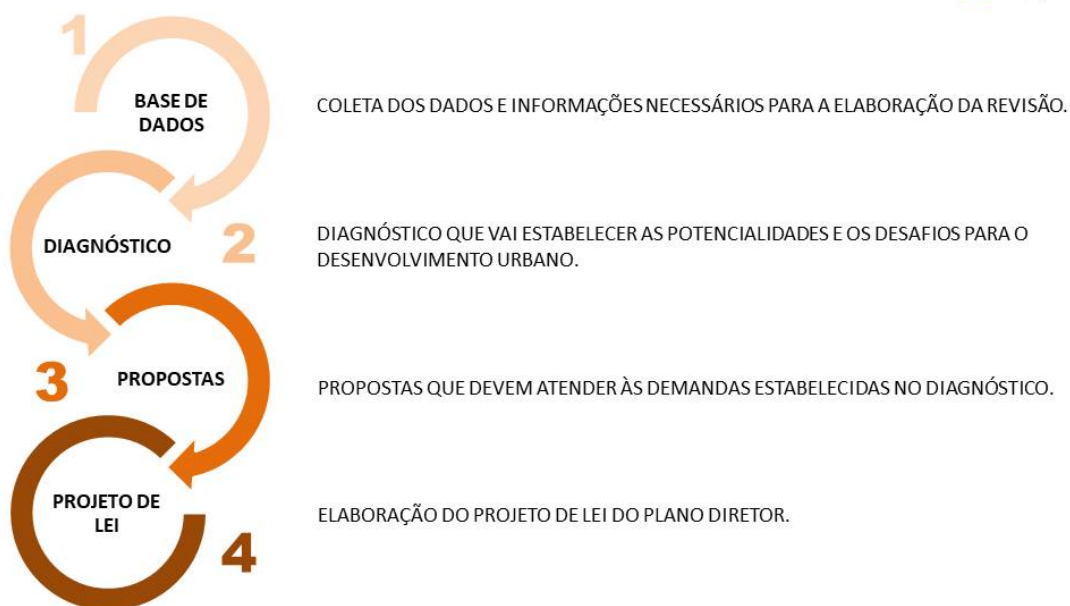 1
BASE DE
DADOS
COLETA DOS DADOS E INFORMAÇÕES NECESSÁRIOS PARA A ELABORAÇÃO DA REVISÃO.
DIAGNÓSTICO
2
DIAGNÓSTICO QUE VAI ESTABELECER AS POTENCIALIDADES E OS DESAFIOS PARA O
DESENVOLVIMENTO URBANO.
3
PROPOSTAS
PROPOSTAS QUE DEVEM ATENDER ÀS DEMANDAS ESTABELECIDAS NO DIAGNÓSTICO.
PROJETO DE
LEI
4
ELABORAÇÃO DO PROJETO DE LEI DO PLANO DIRETOR.